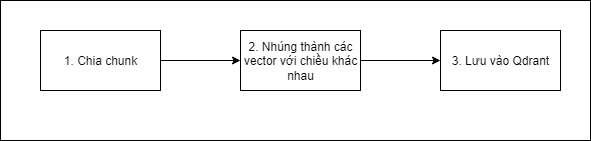 1. Chia chunk
2. Nhúng thành các
vector với chiều khác
nhau
3. Lưu vào Qdrant